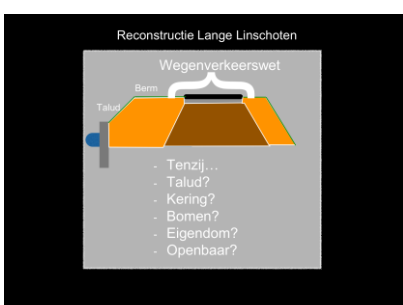 Reconstructie Lange Linschoten
Wegenverkeerswet
Berm
Talud
- Tenzij…
- Talud?
- Kering?
- Bomen?
- Eigendom?
- Openbaar?